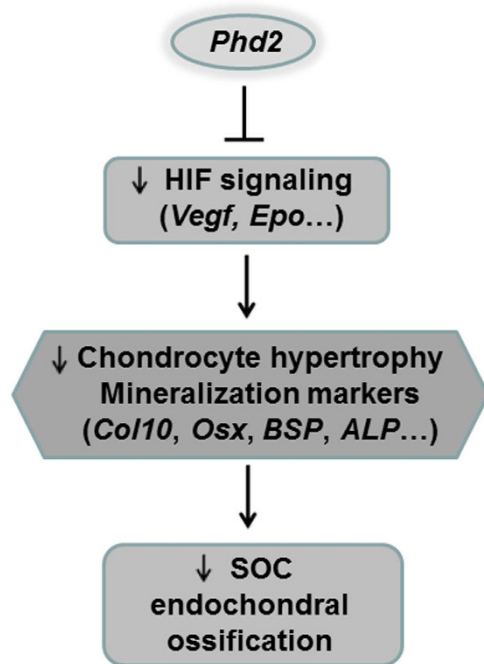 Phd2
↓ HIF signaling
(Vegf, Epo...)
↓ Chondrocyte hypertrophy
Mineralization markers
(Col10, Osx, BSP, ALP...)
↓ SOC
endochondral
ossification